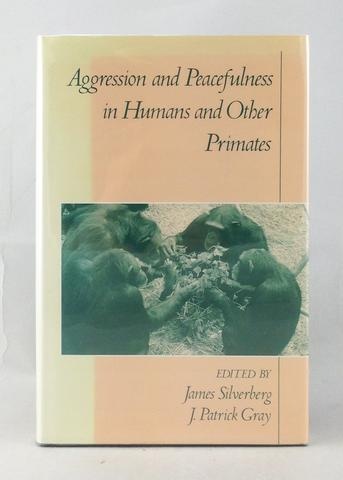 Aggression and Peacefulness
in Humans and Other
Primates
EDITED BY
James Silverberg
J. Patrick Gray